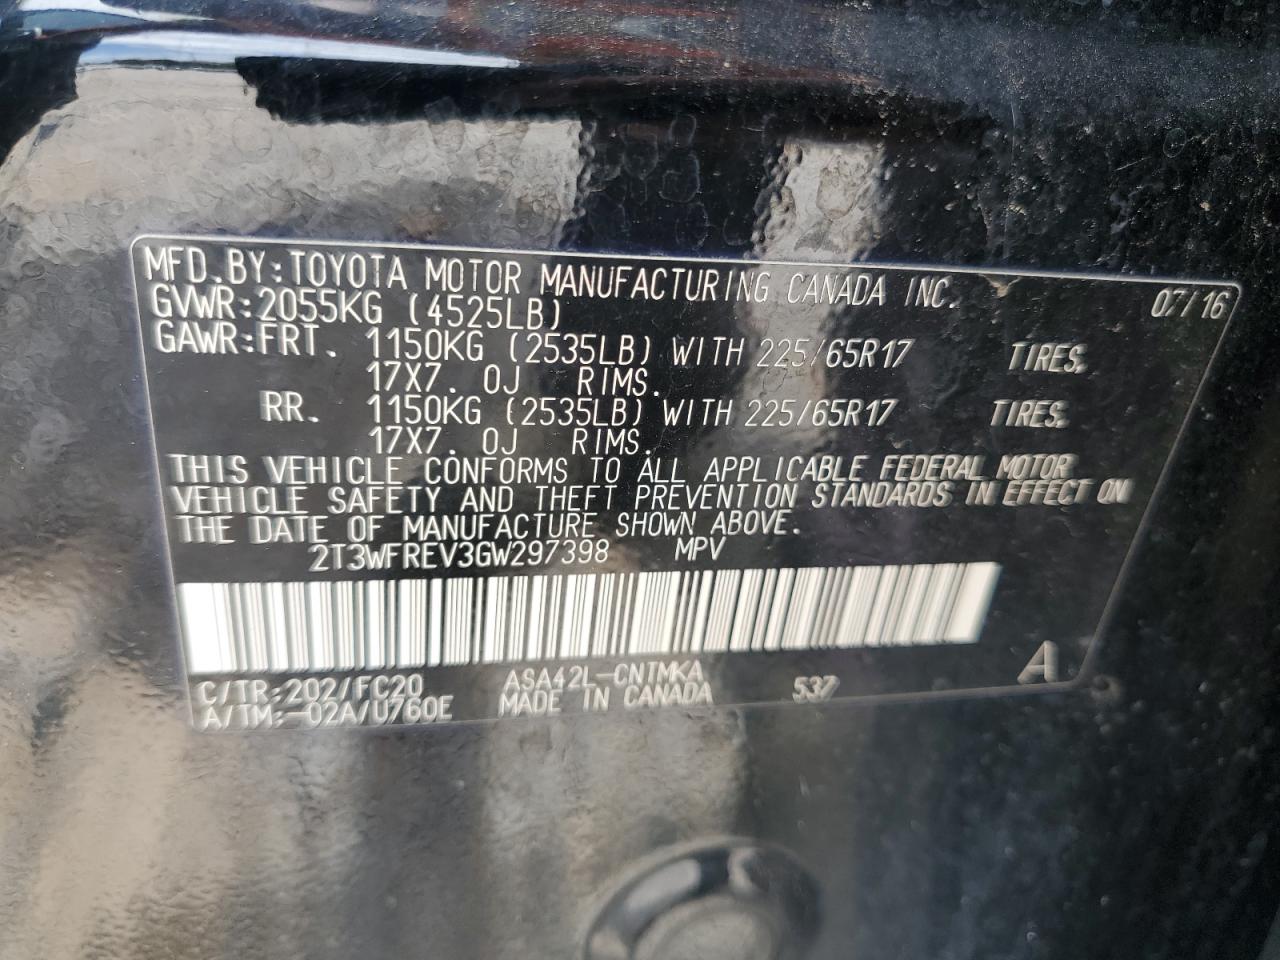 MFD.BY:TOYOTA MOTOR MANUFACTURING CANADA INC. 07/16
GVWR:2055KG (4525LB)
GAWR:FRT. 1150KG (2535LB) WITH 225/65R17 TIRES.
17X7. 0J RIMS.
RR. 1150KG (2535LB) WITH 225/65R17 TIRES.
17X7. 0J RIMS.
THIS VEHICLE CONFORMS TO ALL APPLICABLE FEDERAL MOTOR
VEHICLE SAFETY AND THEFT PREVENTION STANDARDS IN EFFECT ON
THE DATE OF MANUFACTURE SHOWN ABOVE.
2T3WFREV3GW297398 MPV
C/TR:202/FC20 ASA42L-CNTMKA 537 A
A/TM:-02A/U760E MADE IN CANADA